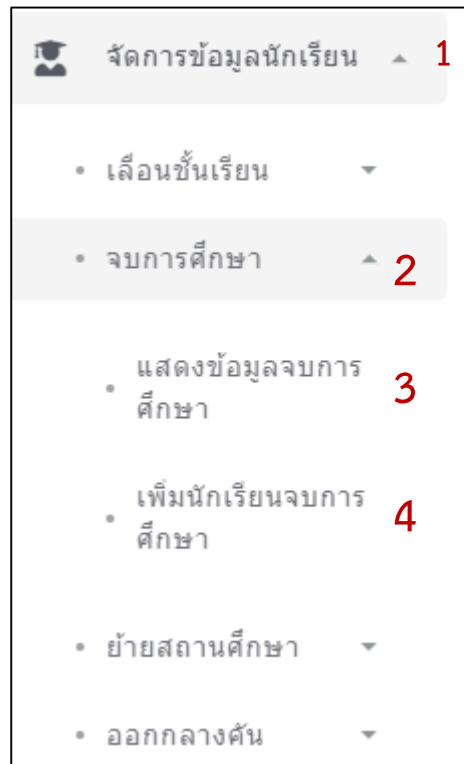 จัดการข้อมูลนักเรียน 1
เลื่อนชั้นเรียน
จบการศึกษา 2
แสดงข้อมูลจบการ
ศึกษา 3
เพิ่มนักเรียนจบการ
ศึกษา 4
ย้ายสถานศึกษา
ออกกลางคัน